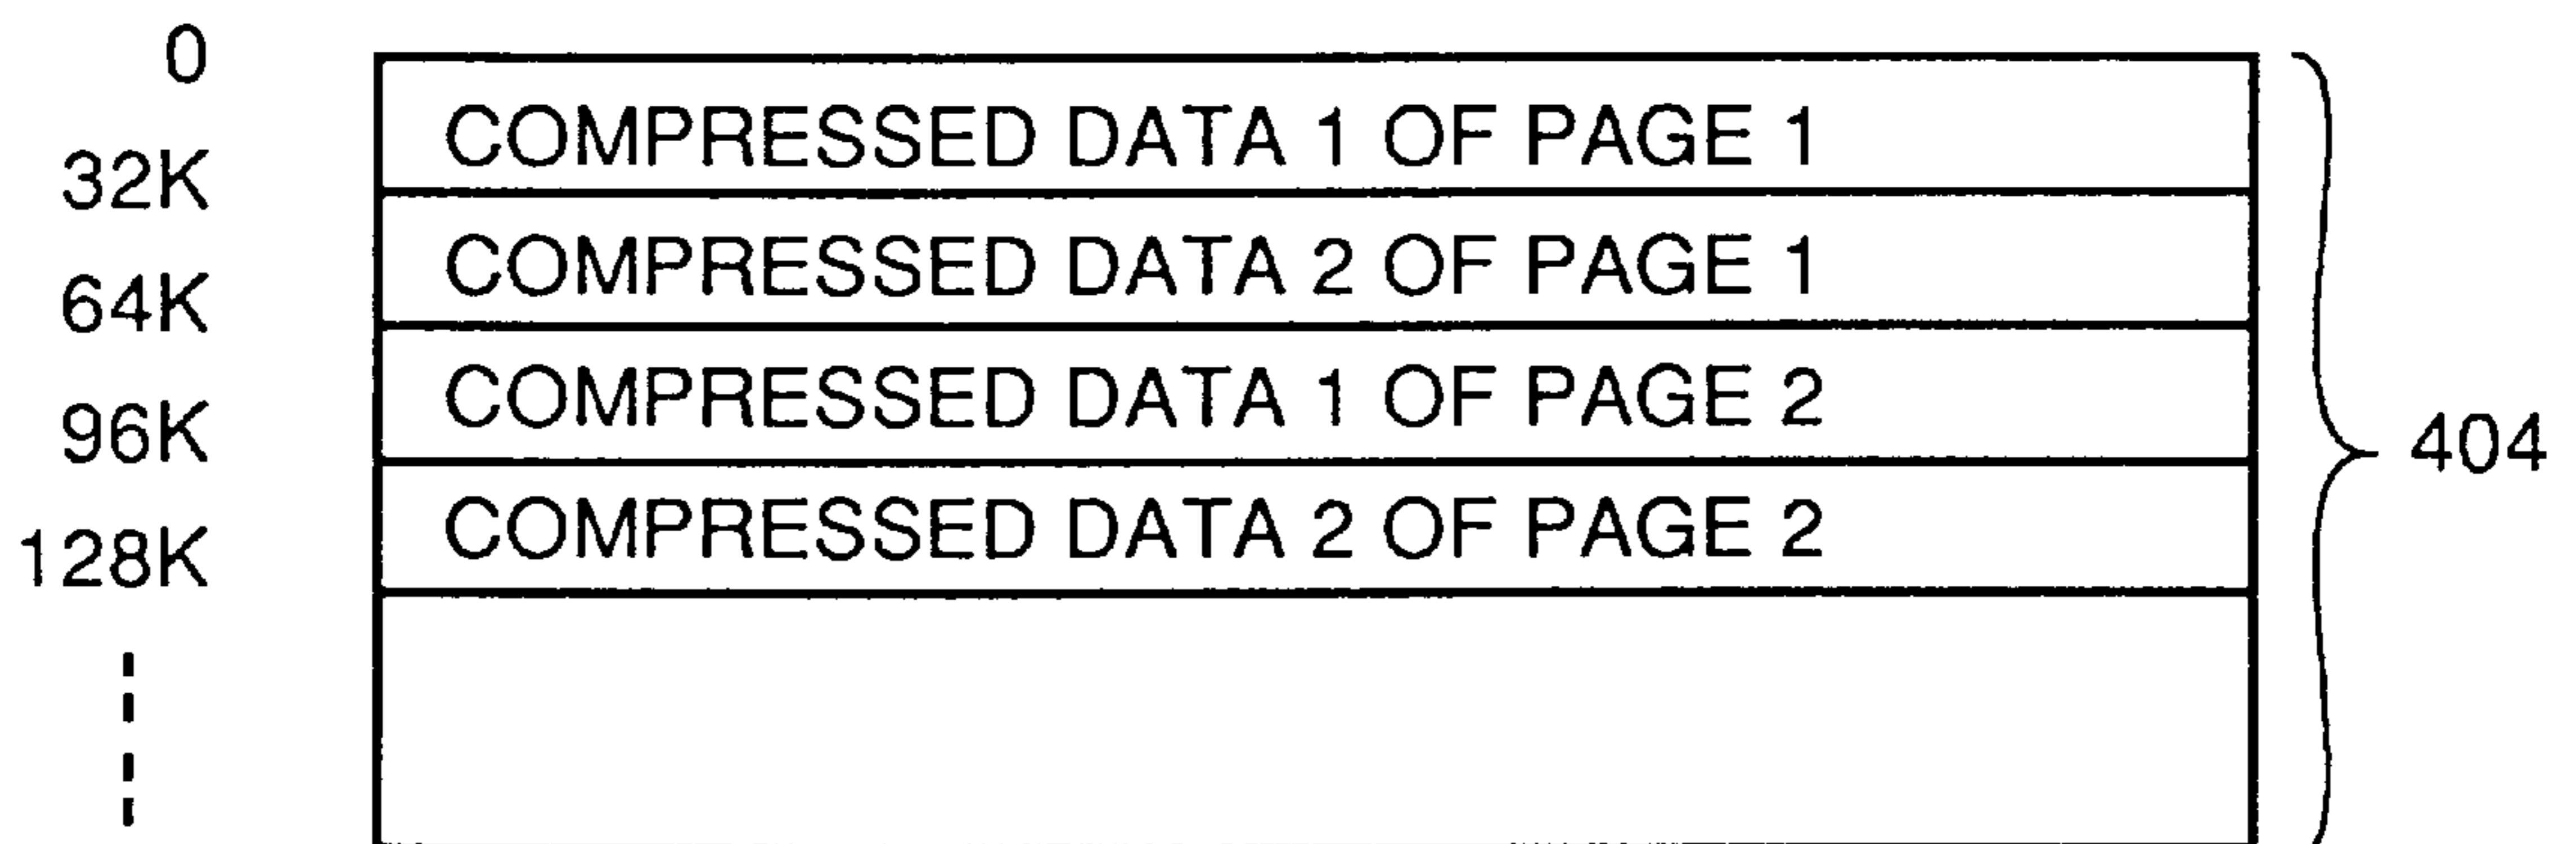 0
COMPRESSED DATA 1 OF PAGE 1
32K
COMPRESSED DATA 2 OF PAGE 1
64K
COMPRESSED DATA 1 OF PAGE 2
96K
404
COMPRESSED DATA 2 OF PAGE 2
128K